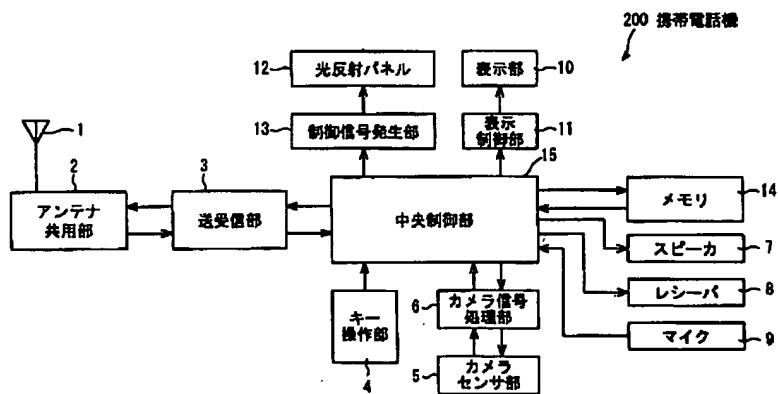 200 携帯電話機
12
光反射パネル
表示部
10
13
制御信号発生部
表示
制御部
11
1
2
3
15
アンテナ
共用部
送受信部
中央制御部
メモリ
14
スピーカ
7
レシーバ
8
マイク
9
キー
操作部
4
6
カメラ信号
処理部
5
カメラ
センサ部